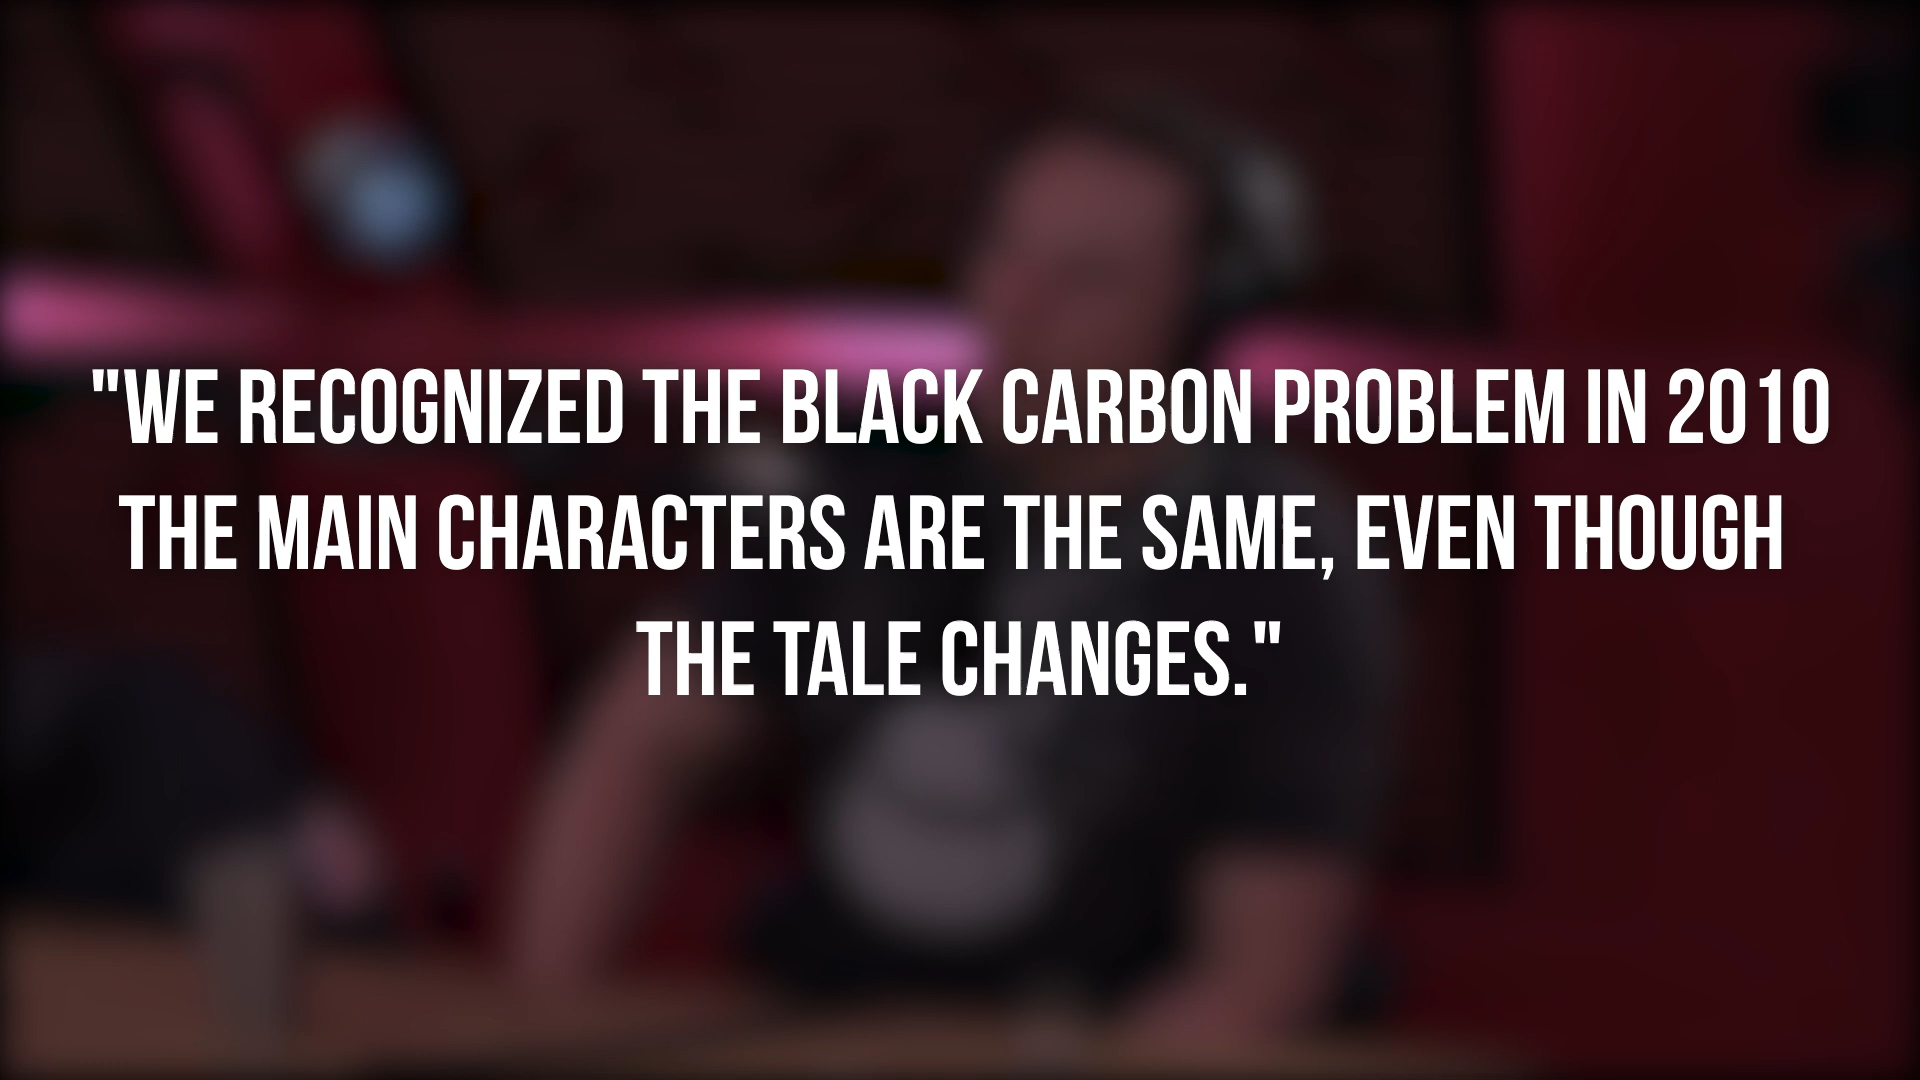 "WE RECOGNIZED THE BLACK CARBON PROBLEM IN 2010
THE MAIN CHARACTERS ARE THE SAME, EVEN THOUGH
THE TALE CHANGES."